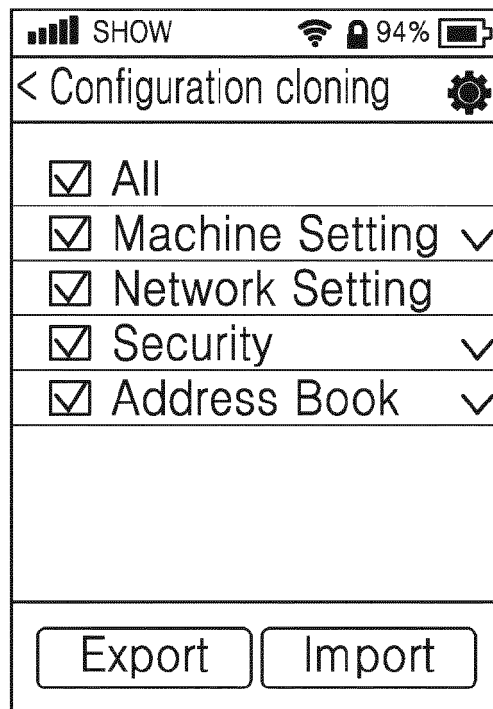 SHOW 94%
< Configuration cloning
All
Machine Setting
Network Setting
Security
Address Book
Export Import